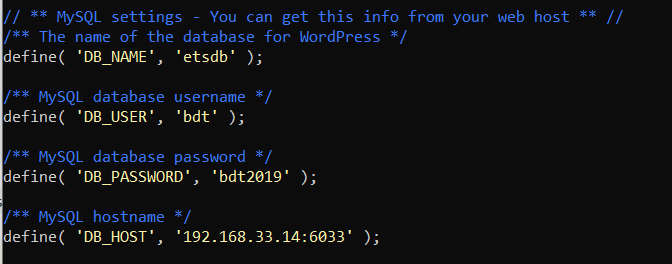 // ** MySQL settings - You can get this info from your web host ** //
/** The name of the database for WordPress */
define( 'DB_NAME', 'etsdb' );
/** MySQL database username */
define( 'DB_USER', 'bdt' );
/** MySQL database password */
define( 'DB_PASSWORD', 'bdt2019' );
/** MySQL hostname */
define( 'DB_HOST', '192.168.33.14:6033' );